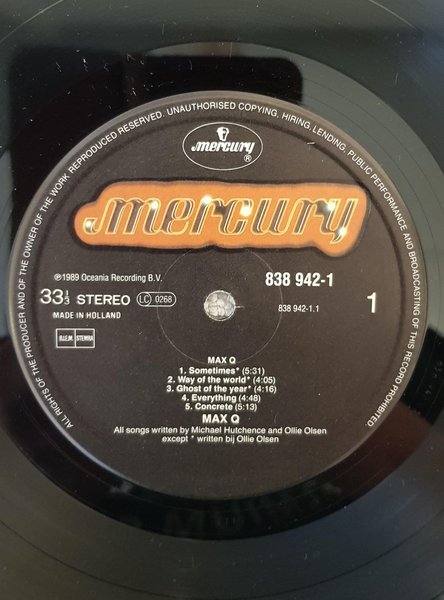 ALL RIGHTS OF THE PRODUCER AND OF THE OWNER OF THE WORK REPRODUCED RESERVED. UNAUTHORISED COPYING, HIRING, LENDING, PUBLIC PERFORMANCE AND BROADCASTING OF THIS RECORD PROHIBITED.
mercury ®
mercury
℗1989 Oceania Recording B.V.
838 942-1
33⅓ STEREO LC 0268
838 942-1.1
1
MADE IN HOLLAND
B.I.E.M. STEMRA
MAX Q
1. Sometimes* (5:31)
2. Way of the world* (4:05)
3. Ghost of the year* (4:16)
4. Everything (4:48)
5. Concrete (5:13)
MAX Q
All songs written by Michael Hutchence and Ollie Olsen
except * written bij Ollie Olsen